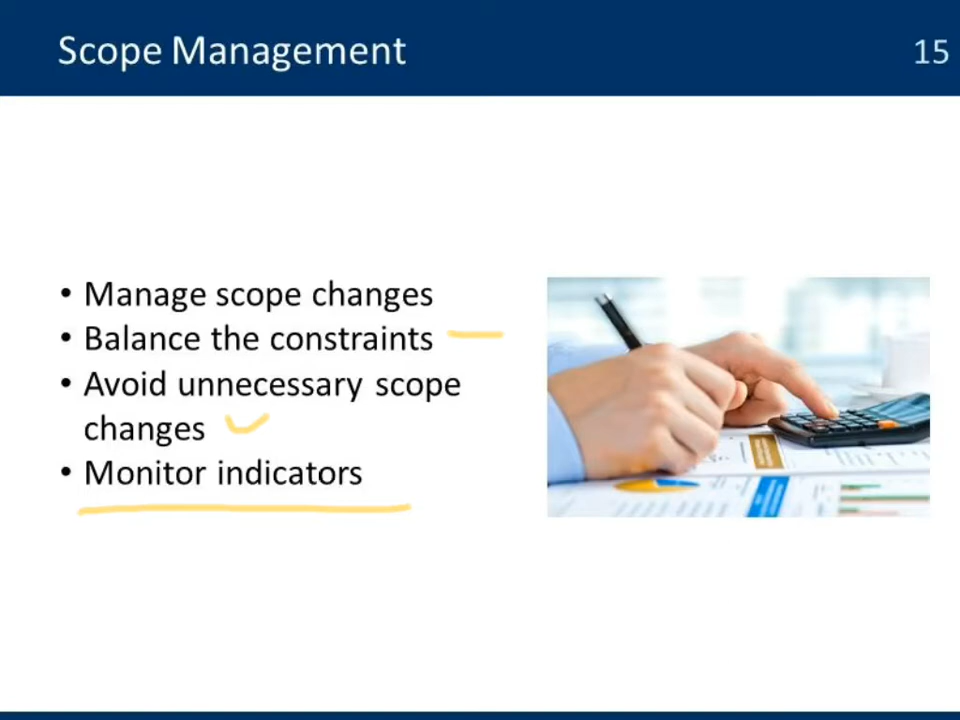 Scope Management
15
• Manage scope changes
• Balance the constraints
• Avoid unnecessary scope
changes
• Monitor indicators